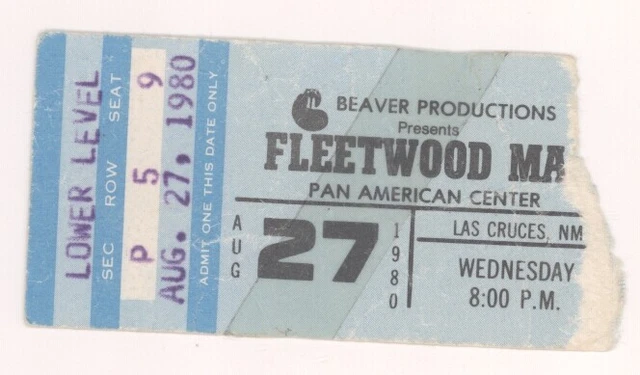 LOWER LEVEL
SEC ROW SEAT
P 5 9
AUG. 27, 1980
ADMIT ONE THIS DATE ONLY
BEAVER PRODUCTIONS
Presents
FLEETWOOD MA
PAN AMERICAN CENTER
AUG 27 1980
LAS CRUCES, NM
WEDNESDAY
8:00 P.M.